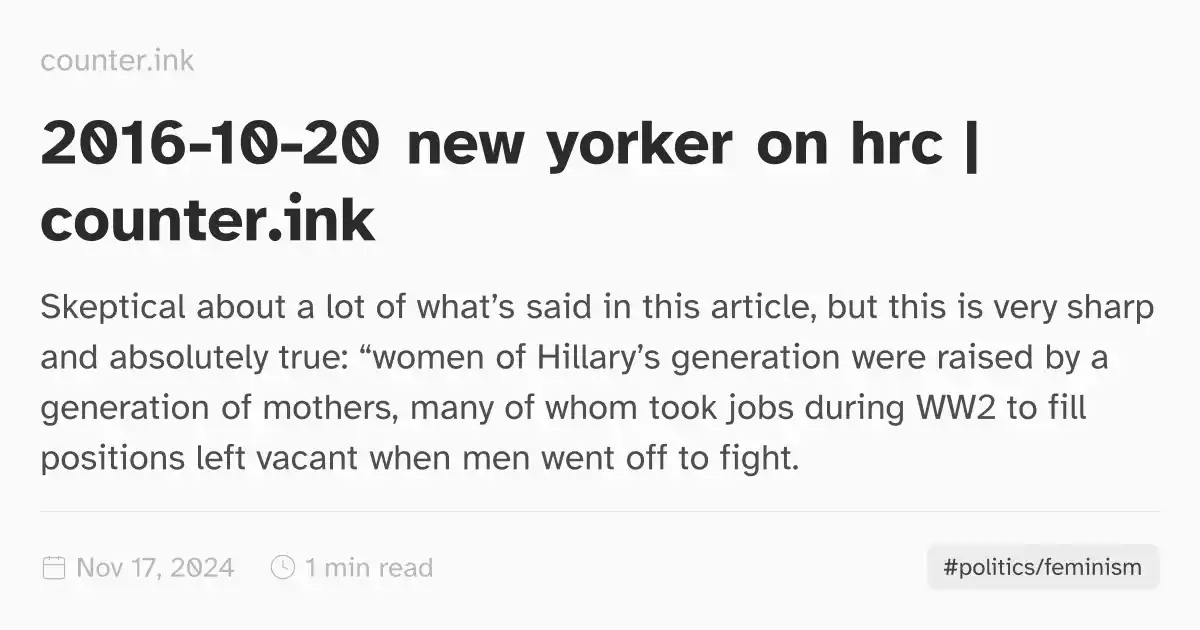 counter.ink
2016-10-20 new yorker on hrc |
counter.ink
Skeptical about a lot of what’s said in this article, but this is very sharp
and absolutely true: “women of Hillary’s generation were raised by a
generation of mothers, many of whom took jobs during WW2 to fill
positions left vacant when men went off to fight.
Nov 17, 2024 1 min read #politics/feminism